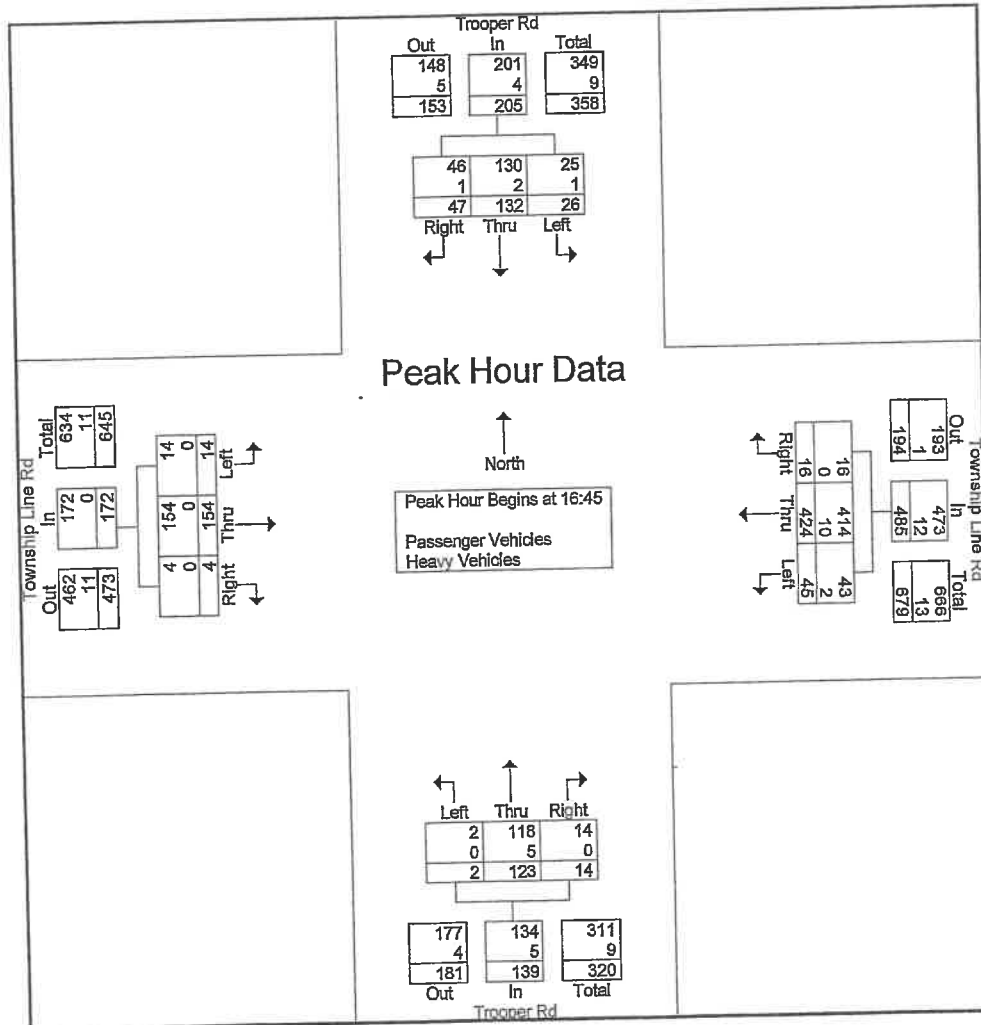 Trooper Rd
Out In Total
148 201 349
5 4 9
153 205 358
46 130 25
1 2 1
47 132 26
Right Thru Left
Peak Hour Data
North
Peak Hour Begins at 16:45
Passenger Vehicles
Heavy Vehicles
Township Line Rd
Total In Out
634 172 462
11 0 11
645 172 473
14 154 4
0 0 0
14 154 4
Left Thru Right
Township Line Rd
Out In Total
193 473 666
1 12 13
194 485 679
16 414 43
0 10 2
16 424 45
Right Thru Left
Left Thru Right
2 118 14
0 5 0
2 123 14
177 134 311
4 5 9
181 139 320
Out In Total
Trooper Rd